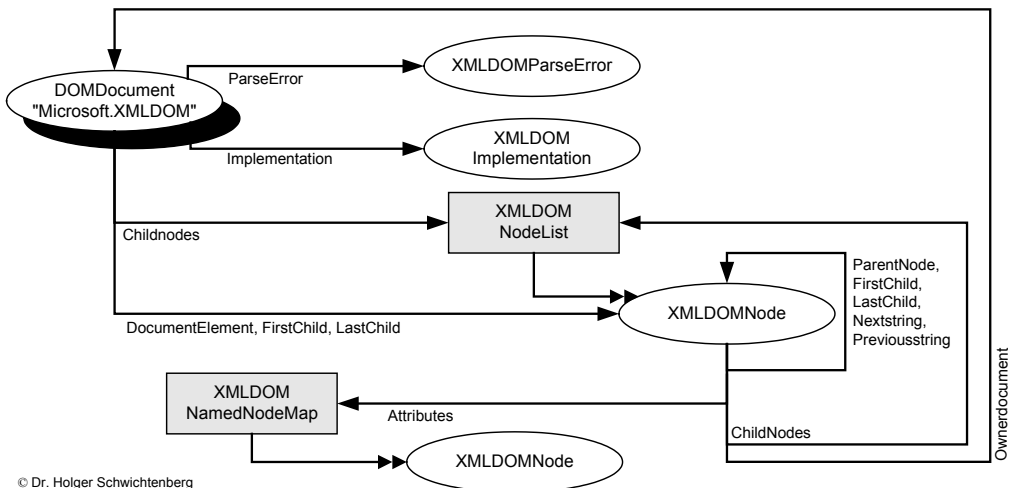 DOMDocument
"Microsoft.XMLDOM"
ParseError
XMLDOMParseError
Implementation
XMLDOM
Implementation
Childnodes
XMLDOM
NodeList
ParentNode,
FirstChild,
LastChild,
Nextstring,
Previousstring
DocumentElement, FirstChild, LastChild
XMLDOMNode
Ownerdocument
XMLDOM
NamedNodeMap
Attributes
ChildNodes
XMLDOMNode
© Dr. Holger Schwichtenberg